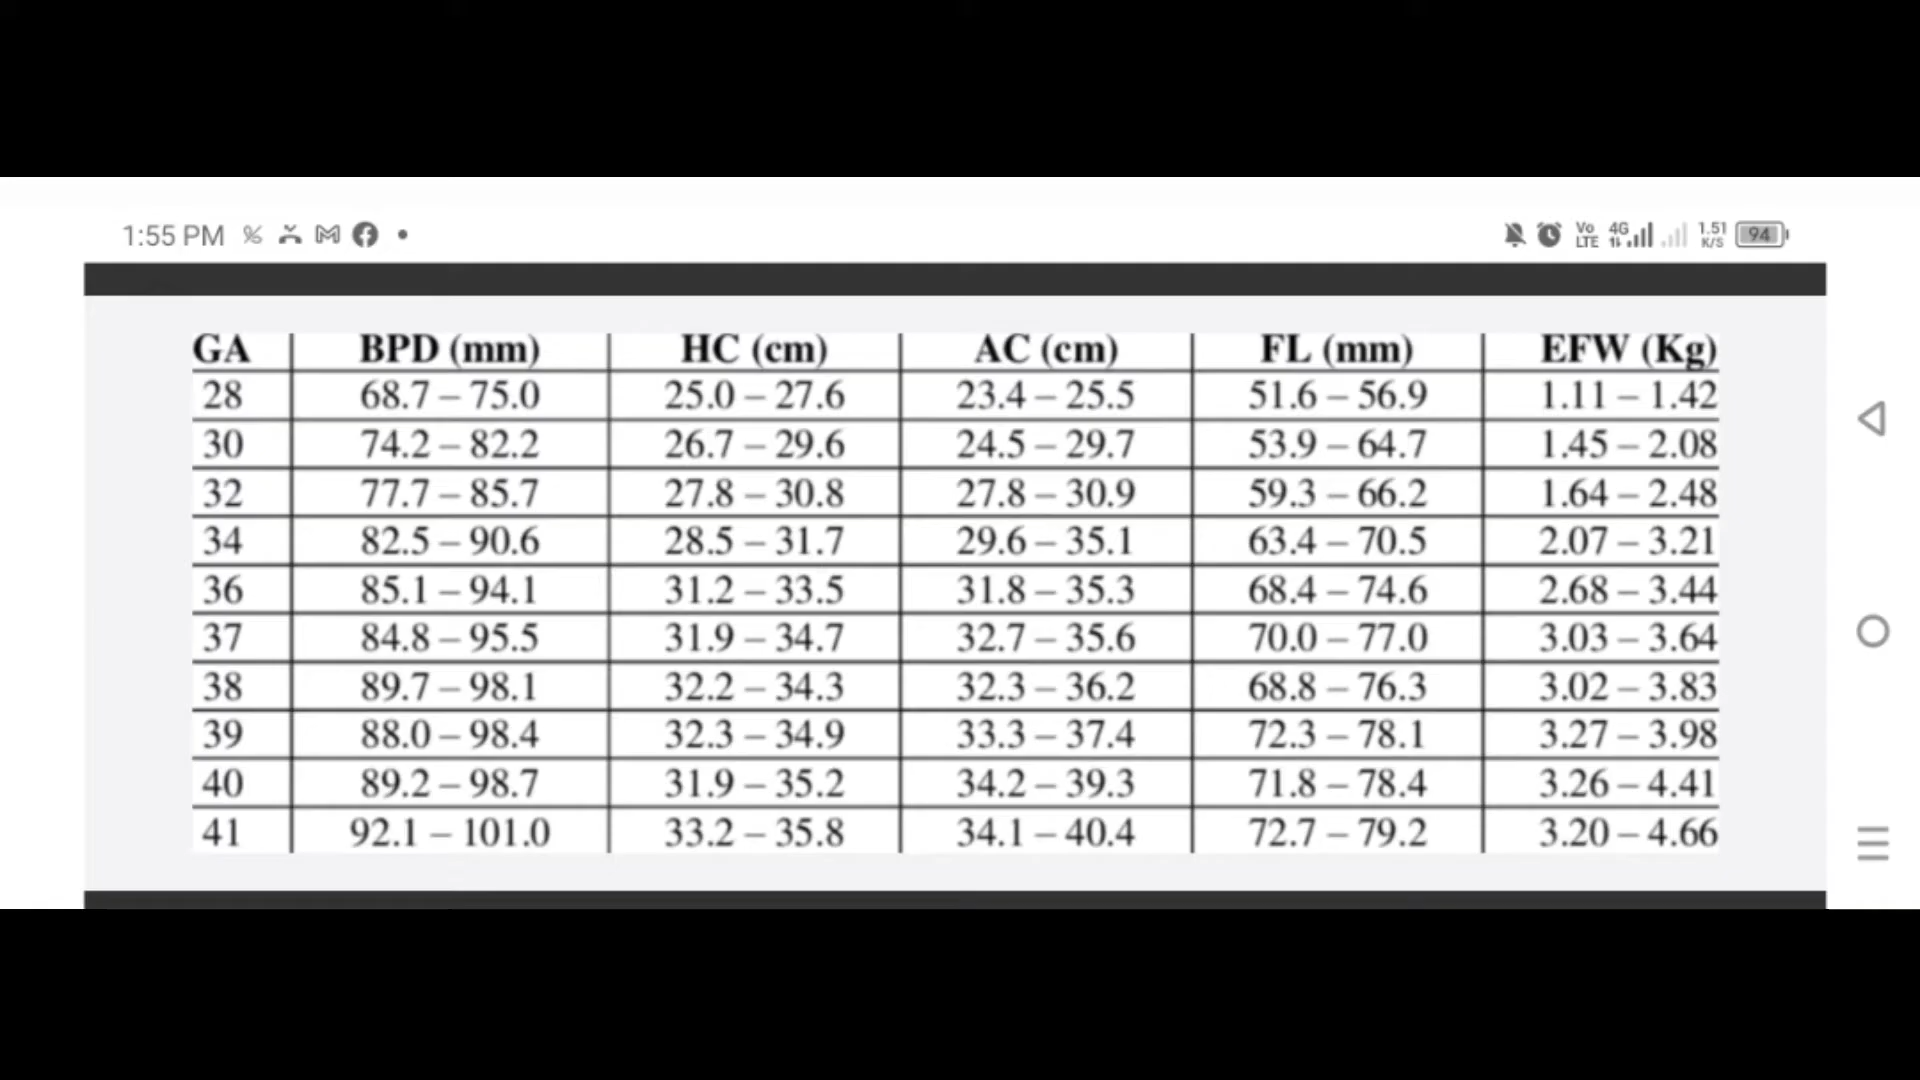 1:55 PM
Vo LTE 4G 1.51 K/S 94
GA BPD (mm) HC (cm) AC (cm) FL (mm) EFW (Kg)
28 68.7 – 75.0 25.0 – 27.6 23.4 – 25.5 51.6 – 56.9 1.11 – 1.42
30 74.2 – 82.2 26.7 – 29.6 24.5 – 29.7 53.9 – 64.7 1.45 – 2.08
32 77.7 – 85.7 27.8 – 30.8 27.8 – 30.9 59.3 – 66.2 1.64 – 2.48
34 82.5 – 90.6 28.5 – 31.7 29.6 – 35.1 63.4 – 70.5 2.07 – 3.21
36 85.1 – 94.1 31.2 – 33.5 31.8 – 35.3 68.4 – 74.6 2.68 – 3.44
37 84.8 – 95.5 31.9 – 34.7 32.7 – 35.6 70.0 – 77.0 3.03 – 3.64
38 89.7 – 98.1 32.2 – 34.3 32.3 – 36.2 68.8 – 76.3 3.02 – 3.83
39 88.0 – 98.4 32.3 – 34.9 33.3 – 37.4 72.3 – 78.1 3.27 – 3.98
40 89.2 – 98.7 31.9 – 35.2 34.2 – 39.3 71.8 – 78.4 3.26 – 4.41
41 92.1 – 101.0 33.2 – 35.8 34.1 – 40.4 72.7 – 79.2 3.20 – 4.66